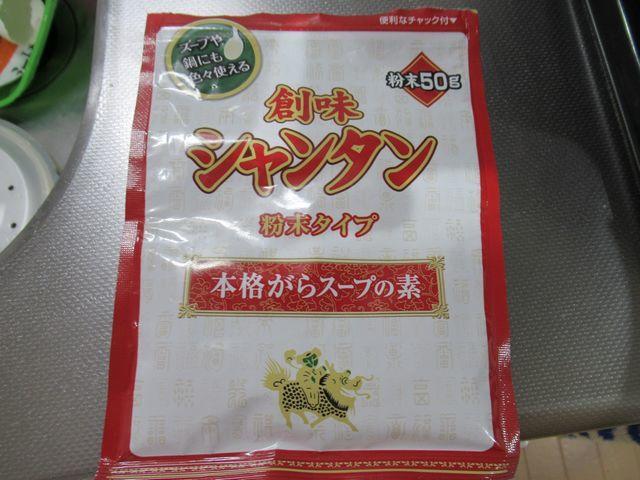 便利なチャック付▼
スープや
鍋にも
色々使える
粉末50g
創味
シャンタン
粉末タイプ
本格がらスープの素